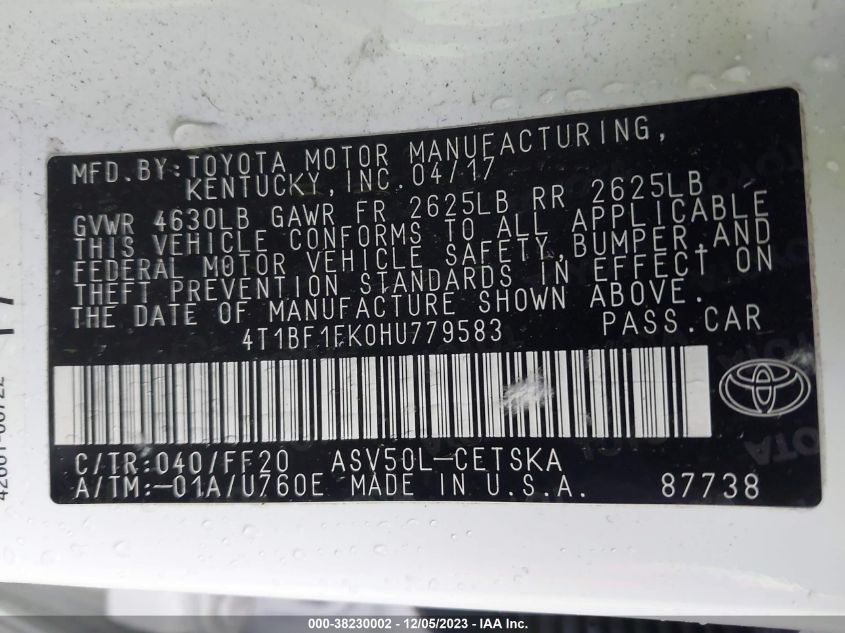 MFD.BY:TOYOTA MOTOR MANUFACTURING,
KENTUCKY, INC. 04/17
GVWR 4630LB GAWR FR 2625LB RR 2625LB
THIS VEHICLE CONFORMS TO ALL APPLICABLE
FEDERAL MOTOR VEHICLE SAFETY,BUMPER,AND
THEFT PREVENTION STANDARDS IN EFFECT ON
THE DATE OF MANUFACTURE SHOWN ABOVE.
4T1BF1FK0HU779583 PASS.CAR
C/TR:040/FF20 ASV50L-CETSKA
A/TM:-01A/U760E MADE IN U.S.A. 87738
000-38230002 - 12/05/2023 - IAA Inc.